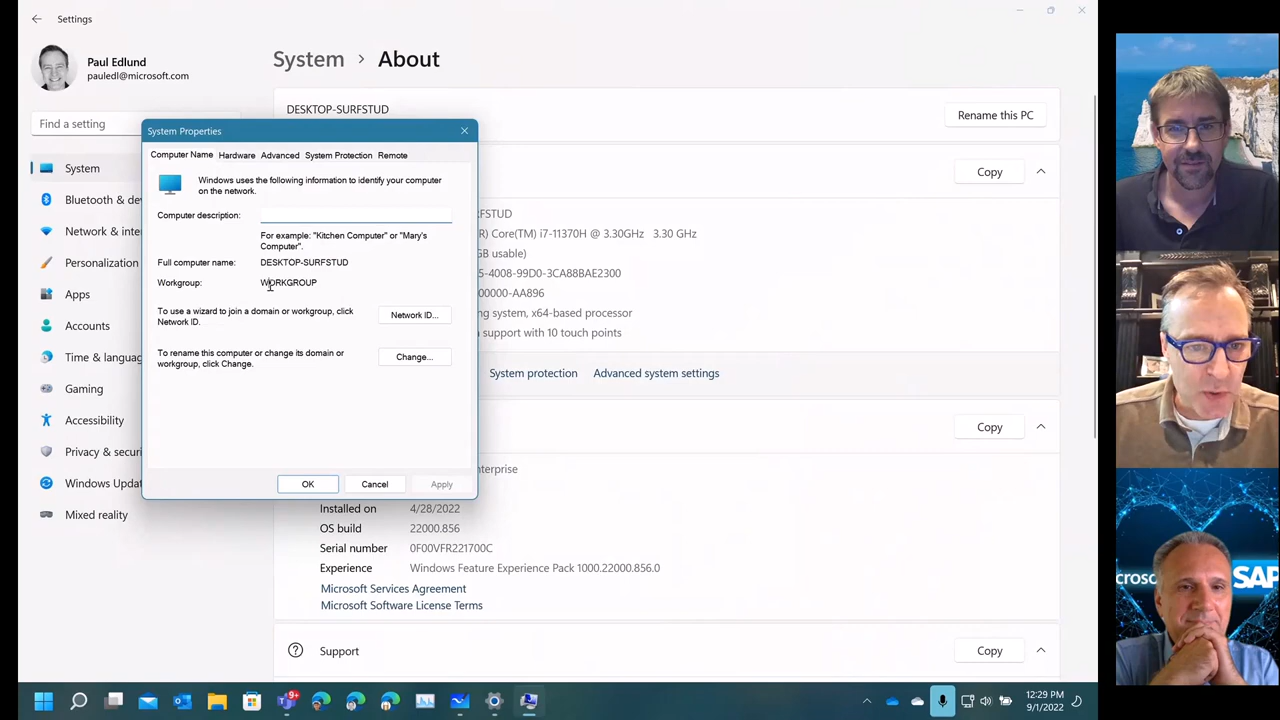 Settings
Paul Edlund
pauledl@microsoft.com
Find a setting
System
Bluetooth & de
Network & inte
Personalization
Apps
Accounts
Time & languag
Gaming
Accessibility
Privacy & securi
Windows Updat
Mixed reality
System > About
DESKTOP-SURFSTUD
Rename this PC
Copy
FSTUD
R) Core(TM) i7-11370H @ 3.30GHz 3.30 GHz
GB usable)
5-4008-99D0-3CA88BAE2300
00000-AA896
ing system, x64-based processor
support with 10 touch points
System protection
Advanced system settings
Copy
nterprise
Installed on 4/28/2022
OS build 22000.856
Serial number 0F00VFR221700C
Experience Windows Feature Experience Pack 1000.22000.856.0
Microsoft Services Agreement
Microsoft Software License Terms
Support
Copy
System Properties
Computer Name Hardware Advanced System Protection Remote
Windows uses the following information to identify your computer
on the network.
Computer description:
For example: "Kitchen Computer" or "Mary's
Computer".
Full computer name: DESKTOP-SURFSTUD
Workgroup: WORKGROUP
To use a wizard to join a domain or workgroup, click
Network ID.
Network ID...
To rename this computer or change its domain or
workgroup, click Change.
Change...
OK Cancel Apply
9+
12:29 PM
9/1/2022
crosof
SAP